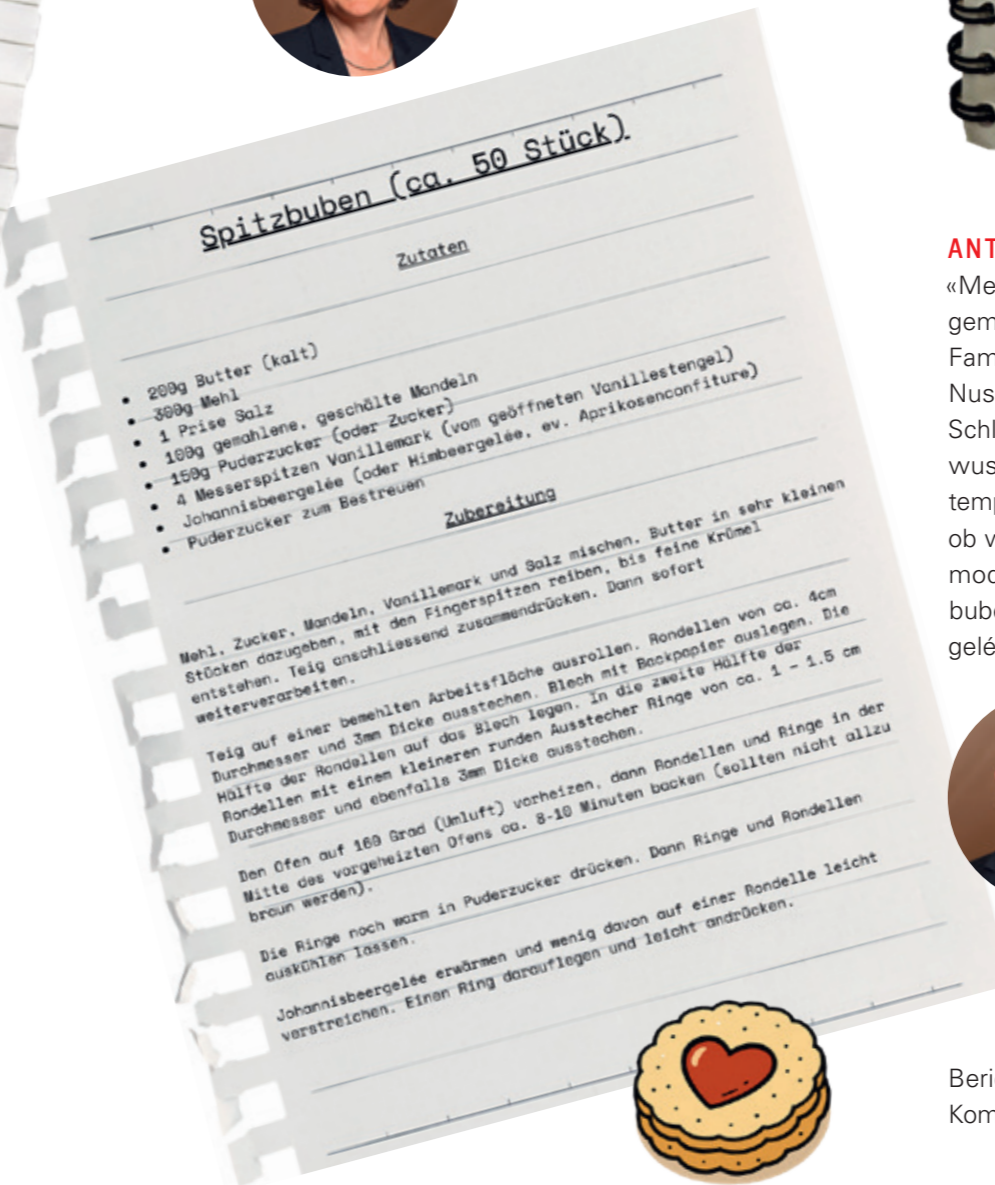 Spitzbuben (ca. 50 Stück)
Zutaten
• 200g Butter (kalt)
• 300g Mehl
• 1 Prise Salz
• 100g gemahlene, geschälte Mandeln
• 150g Puderzucker (oder Zucker)
• 4 Messerspitzen Vanillemark (vom geöffneten Vanillestengel)
• Johannisbeergelée (oder Himbeergelée, ev. Aprikosenconfiture)
• Puderzucker zum Bestreuen
Zubereitung
Mehl, Zucker, Mandeln, Vanillemark und Salz mischen. Butter in sehr kleinen
Stücken dazugeben, mit den Fingerspitzen reiben, bis feine Krümel
entstehen. Teig anschliessend zusammendrücken. Dann sofort
weiterverarbeiten.
Teig auf einer bemehlten Arbeitsfläche ausrollen. Rondellen von ca. 4cm
Durchmesser und 3mm Dicke ausstechen. Blech mit Backpapier auslegen. Die
Hälfte der Rondellen auf das Blech legen. In die zweite Hälfte der
Rondellen mit einem kleineren runden Ausstecher Ringe von ca. 1 - 1.5 cm
Durchmesser und ebenfalls 3mm Dicke ausstechen.
Den Ofen auf 160 Grad (Umluft) vorheizen, dann Rondellen und Ringe in der
Mitte des vorgeheizten Ofens ca. 8-10 Minuten backen (sollten nicht allzu
braun werden).
Die Ringe noch warm in Puderzucker drücken. Dann Ringe und Rondellen
auskühlen lassen.
Johannisbeergelée erwärmen und wenig davon auf einer Rondelle leicht
verstreichen. Einen Ring darauflegen und leicht andrücken.
ANT
«Me
gem
Fam
Nus
Schl
wus
temp
ob v
mod
bube
gelé
Beri
Kom